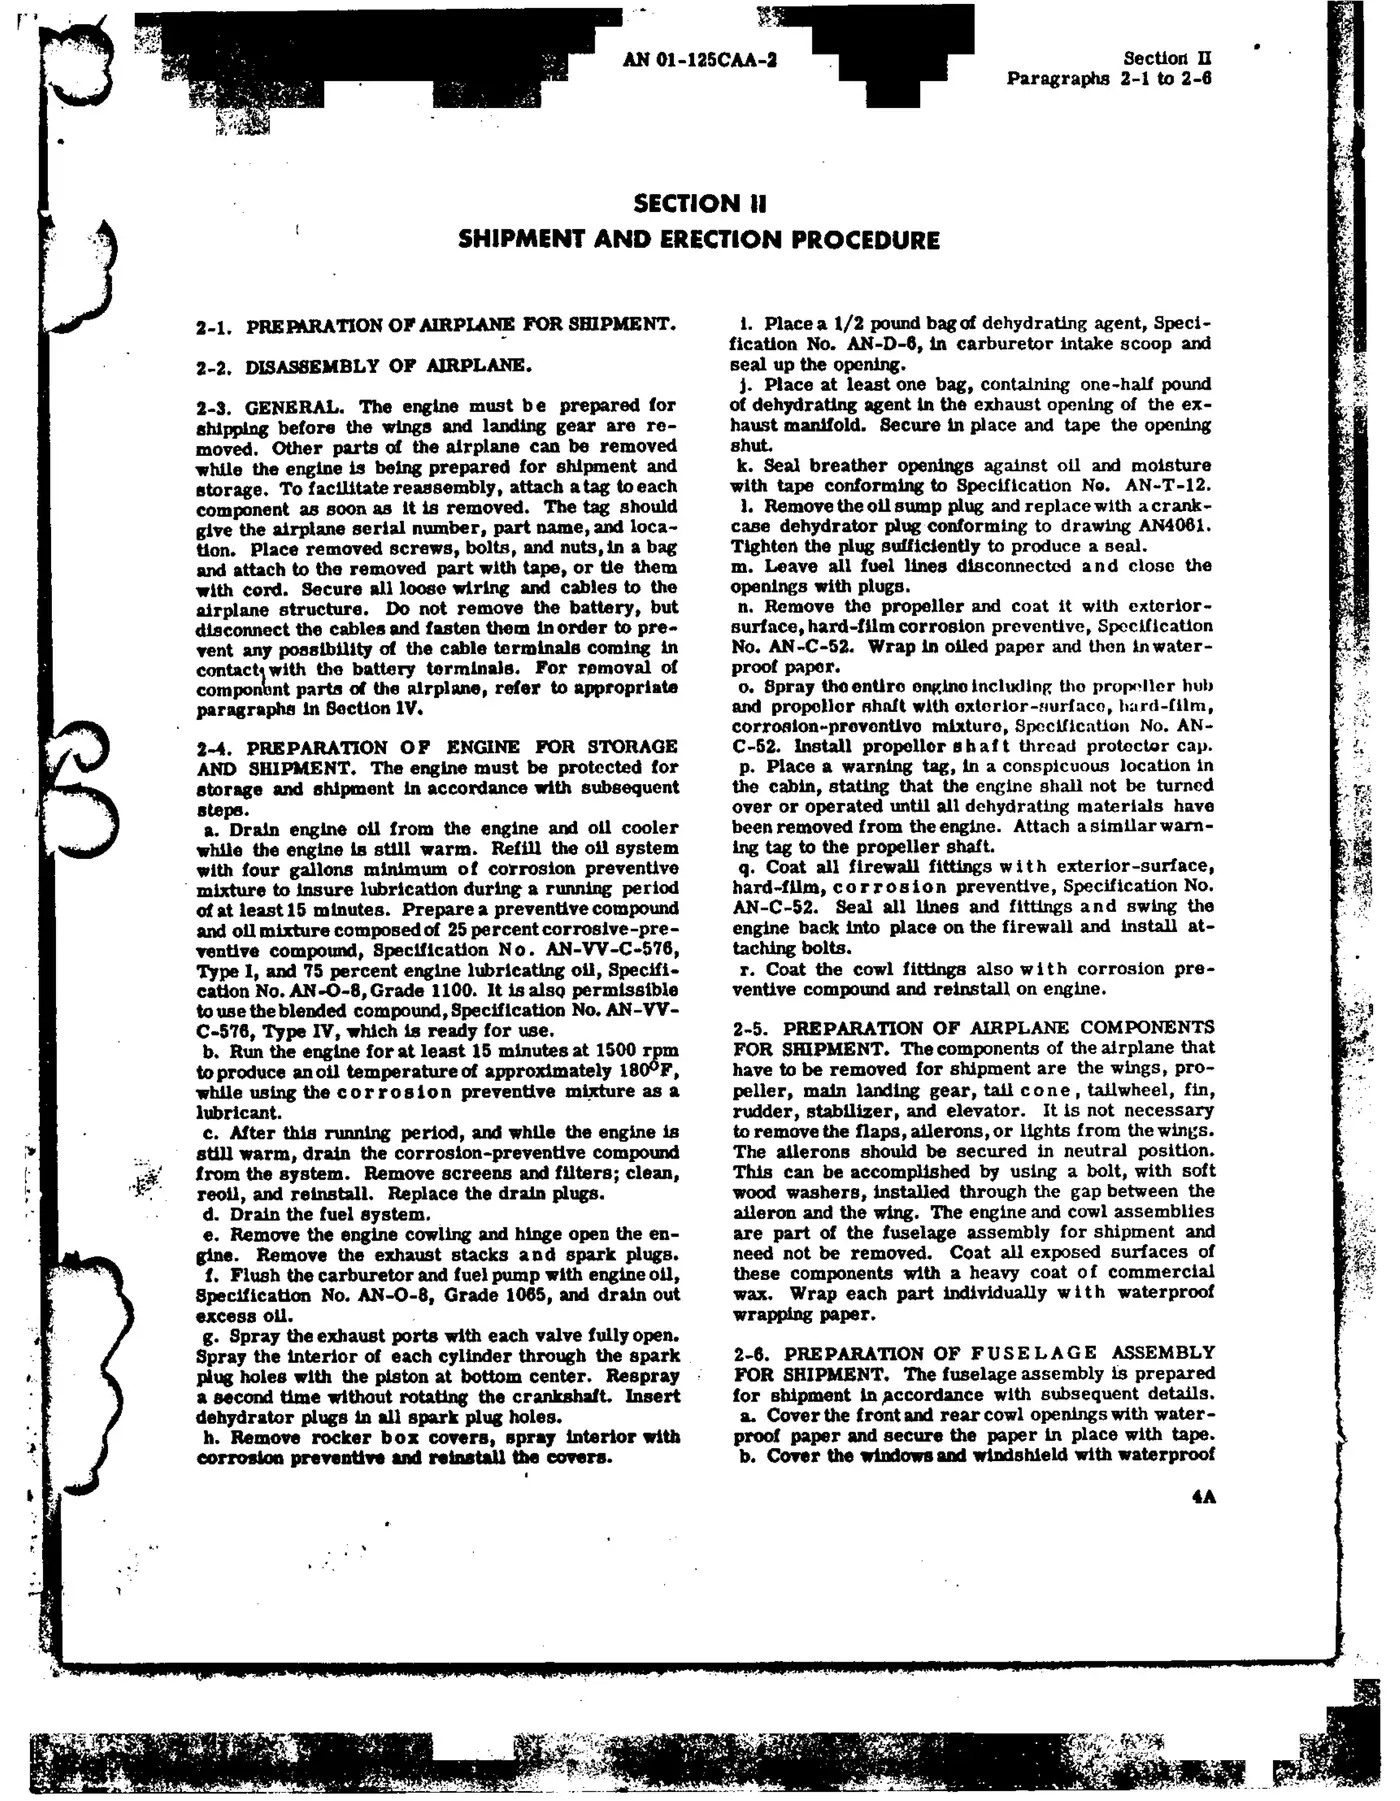 AN 01-125CAA-2
Section II
Paragraphs 2-1 to 2-6
SECTION II
SHIPMENT AND ERECTION PROCEDURE
2-1. PREPARATION OF AIRPLANE FOR SHIPMENT.
2-2. DISASSEMBLY OF AIRPLANE.
2-3. GENERAL. The engine must be prepared for
shipping before the wings and landing gear are re-
moved. Other parts of the airplane can be removed
while the engine is being prepared for shipment and
storage. To facilitate reassembly, attach a tag to each
component as soon as it is removed. The tag should
give the airplane serial number, part name, and loca-
tion. Place removed screws, bolts, and nuts, in a bag
and attach to the removed part with tape, or tie them
with cord. Secure all loose wiring and cables to the
airplane structure. Do not remove the battery, but
disconnect the cables and fasten them in order to pre-
vent any possibility of the cable terminals coming in
contact with the battery terminals. For removal of
component parts of the airplane, refer to appropriate
paragraphs in Section IV.
2-4. PREPARATION OF ENGINE FOR STORAGE
AND SHIPMENT. The engine must be protected for
storage and shipment in accordance with subsequent
steps.
a. Drain engine oil from the engine and oil cooler
while the engine is still warm. Refill the oil system
with four gallons minimum of corrosion preventive
mixture to insure lubrication during a running period
of at least 15 minutes. Prepare a preventive compound
and oil mixture composed of 25 percent corrosive-pre-
ventive compound, Specification No. AN-VV-C-576,
Type I, and 75 percent engine lubricating oil, Specifi-
cation No. AN-O-8, Grade 1100. It is also permissible
to use the blended compound, Specification No. AN-VV-
C-576, Type IV, which is ready for use.
b. Run the engine for at least 15 minutes at 1500 rpm
to produce an oil temperature of approximately 180°F,
while using the corrosion preventive mixture as a
lubricant.
c. After this running period, and while the engine is
still warm, drain the corrosion-preventive compound
from the system. Remove screens and filters; clean,
reoil, and reinstall. Replace the drain plugs.
d. Drain the fuel system.
e. Remove the engine cowling and hinge open the en-
gine. Remove the exhaust stacks and spark plugs.
f. Flush the carburetor and fuel pump with engine oil,
Specification No. AN-O-8, Grade 1065, and drain out
excess oil.
g. Spray the exhaust ports with each valve fully open.
Spray the interior of each cylinder through the spark
plug holes with the piston at bottom center. Respray
a second time without rotating the crankshaft. Insert
dehydrator plugs in all spark plug holes.
h. Remove rocker box covers, spray interior with
corrosion preventive and reinstall the covers.
i. Place a 1/2 pound bag of dehydrating agent, Speci-
fication No. AN-D-6, in carburetor intake scoop and
seal up the opening.
j. Place at least one bag, containing one-half pound
of dehydrating agent in the exhaust opening of the ex-
haust manifold. Secure in place and tape the opening
shut.
k. Seal breather openings against oil and moisture
with tape conforming to Specification No. AN-T-12.
l. Remove the oil sump plug and replace with a crank-
case dehydrator plug conforming to drawing AN4061.
Tighten the plug sufficiently to produce a seal.
m. Leave all fuel lines disconnected and close the
openings with plugs.
n. Remove the propeller and coat it with exterior-
surface, hard-film corrosion preventive, Specification
No. AN-C-52. Wrap in oiled paper and then in water-
proof paper.
o. Spray the entire engine including the propeller hub
and propeller shaft with exterior-surface, hard-film,
corrosion-preventive mixture, Specification No. AN-
C-52. Install propeller shaft thread protector cap.
p. Place a warning tag, in a conspicuous location in
the cabin, stating that the engine shall not be turned
over or operated until all dehydrating materials have
been removed from the engine. Attach a similar warn-
ing tag to the propeller shaft.
q. Coat all firewall fittings with exterior-surface,
hard-film, corrosion preventive, Specification No.
AN-C-52. Seal all lines and fittings and swing the
engine back into place on the firewall and install at-
taching bolts.
r. Coat the cowl fittings also with corrosion pre-
ventive compound and reinstall on engine.
2-5. PREPARATION OF AIRPLANE COMPONENTS
FOR SHIPMENT. The components of the airplane that
have to be removed for shipment are the wings, pro-
peller, main landing gear, tail cone, tailwheel, fin,
rudder, stabilizer, and elevator. It is not necessary
to remove the flaps, ailerons, or lights from the wings.
The ailerons should be secured in neutral position.
This can be accomplished by using a bolt, with soft
wood washers, installed through the gap between the
aileron and the wing. The engine and cowl assemblies
are part of the fuselage assembly for shipment and
need not be removed. Coat all exposed surfaces of
these components with a heavy coat of commercial
wax. Wrap each part individually with waterproof
wrapping paper.
2-6. PREPARATION OF FUSELAGE ASSEMBLY
FOR SHIPMENT. The fuselage assembly is prepared
for shipment in accordance with subsequent details.
a. Cover the front and rear cowl openings with water-
proof paper and secure the paper in place with tape.
b. Cover the windows and windshield with waterproof
4A